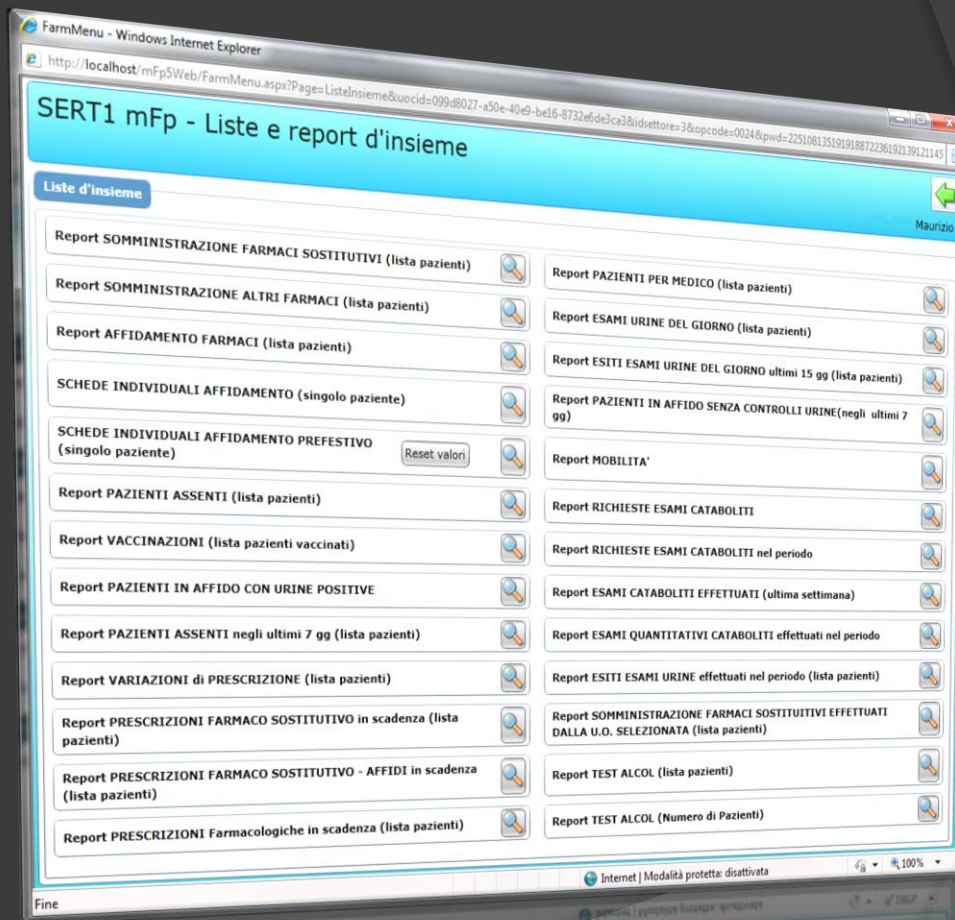 FarmMenu - Windows Internet Explorer
http://localhost/mFp5Web/FarmMenu.aspx?Page=ListeInsieme&uocid=099d8027-a50e-40e9-be16-8732e6de3ca3&idsettore=3&opcode=0024&pwd=2251081351919188722361921391211 45
SERT1 mFp - Liste e report d'insieme
Maurizio
Liste d'insieme
Report SOMMINISTRAZIONE FARMACI SOSTITUTIVI (lista pazienti)
Report SOMMINISTRAZIONE ALTRI FARMACI (lista pazienti)
Report AFFIDAMENTO FARMACI (lista pazienti)
SCHEDE INDIVIDUALI AFFIDAMENTO (singolo paziente)
SCHEDE INDIVIDUALI AFFIDAMENTO PREFESTIVO
(singolo paziente)
Reset valori
Report PAZIENTI ASSENTI (lista pazienti)
Report VACCINAZIONI (lista pazienti vaccinati)
Report PAZIENTI IN AFFIDO CON URINE POSITIVE
Report PAZIENTI ASSENTI negli ultimi 7 gg (lista pazienti)
Report VARIAZIONI di PRESCRIZIONE (lista pazienti)
Report PRESCRIZIONI FARMACO SOSTITUTIVO in scadenza (lista
pazienti)
Report PRESCRIZIONI FARMACO SOSTITUTIVO - AFFIDI in scadenza
(lista pazienti)
Report PRESCRIZIONI Farmacologiche in scadenza (lista pazienti)
Report PAZIENTI PER MEDICO (lista pazienti)
Report ESAMI URINE DEL GIORNO (lista pazienti)
Report ESITI ESAMI URINE DEL GIORNO ultimi 15 gg (lista pazienti)
Report PAZIENTI IN AFFIDO SENZA CONTROLLI URINE(negli ultimi 7
gg)
Report MOBILITA'
Report RICHIESTE ESAMI CATABOLITI
Report RICHIESTE ESAMI CATABOLITI nel periodo
Report ESAMI CATABOLITI EFFETTUATI (ultima settimana)
Report ESAMI QUANTITATIVI CATABOLITI effettuati nel periodo
Report ESITI ESAMI URINE effettuati nel periodo (lista pazienti)
Report SOMMINISTRAZIONE FARMACI SOSTITUITIVI EFFETTUATI
DALLA U.O. SELEZIONATA (lista pazienti)
Report TEST ALCOL (lista pazienti)
Report TEST ALCOL (Numero di Pazienti)
Fine
Internet | Modalità protetta: disattivata
100%